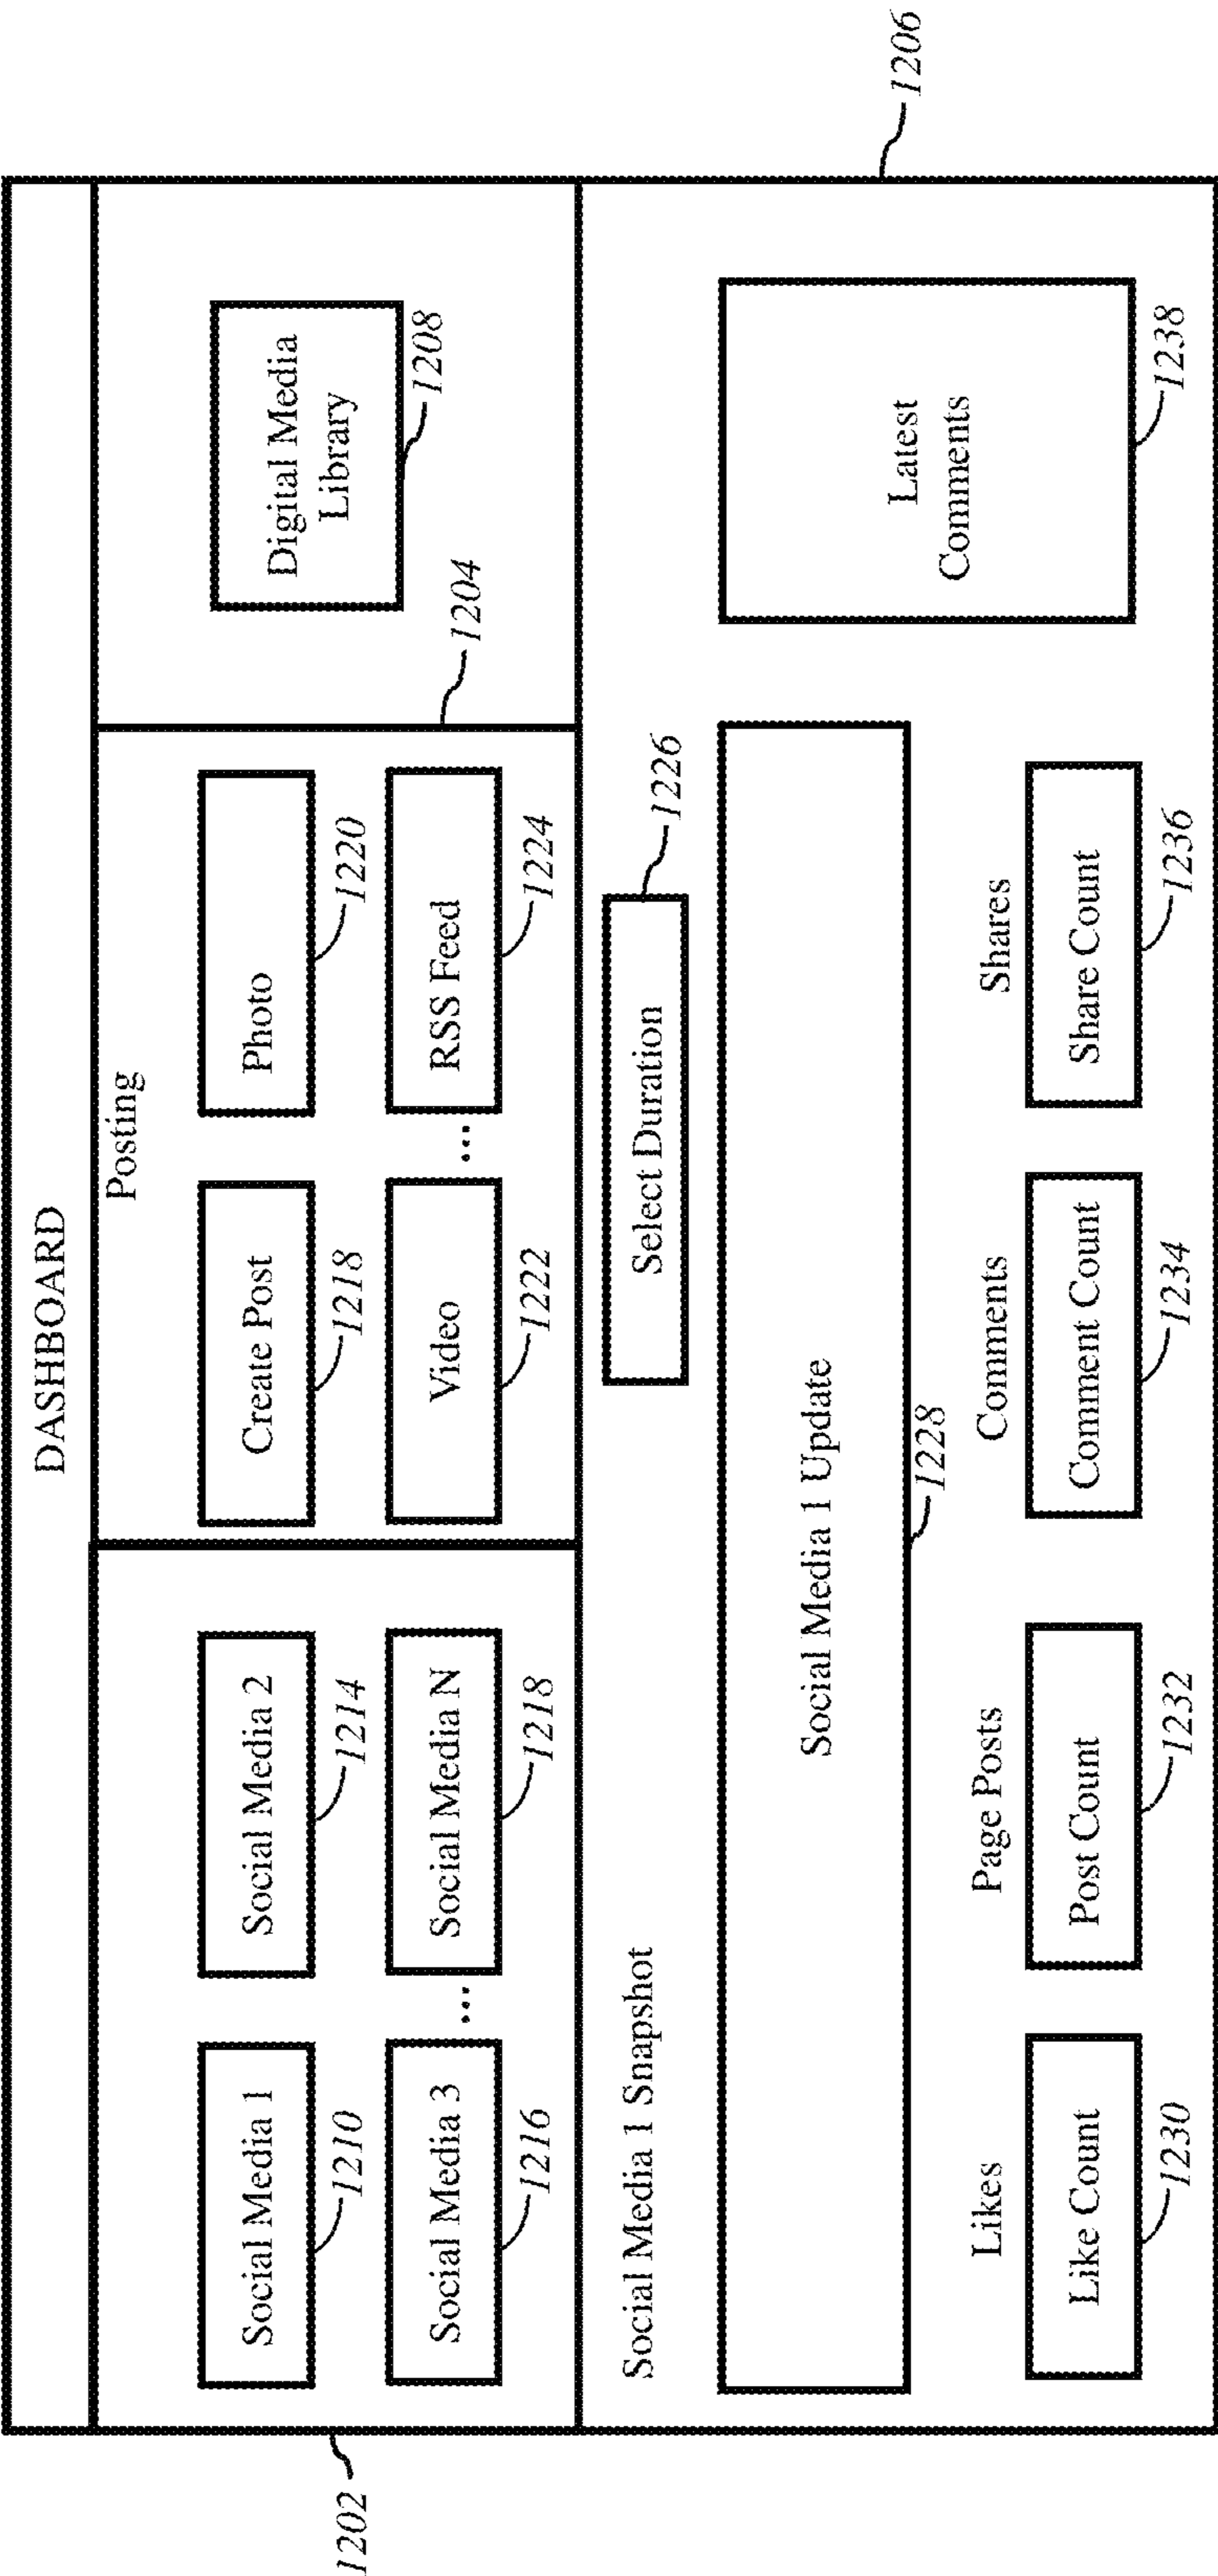 DASHBOARD
1202
Social Media 1
1210
Social Media 2
1214
Social Media 3
1216
...
Social Media N
1218
Posting
Create Post
1218
Photo
1220
Video
1222
...
RSS Feed
1224
1204
Digital Media
Library
1208
1206
Social Media 1 Snapshot
Select Duration
1226
Social Media 1 Update
1228
Likes
Like Count
1230
Page Posts
Post Count
1232
Comments
Comment Count
1234
Shares
Share Count
1236
Latest
Comments
1238